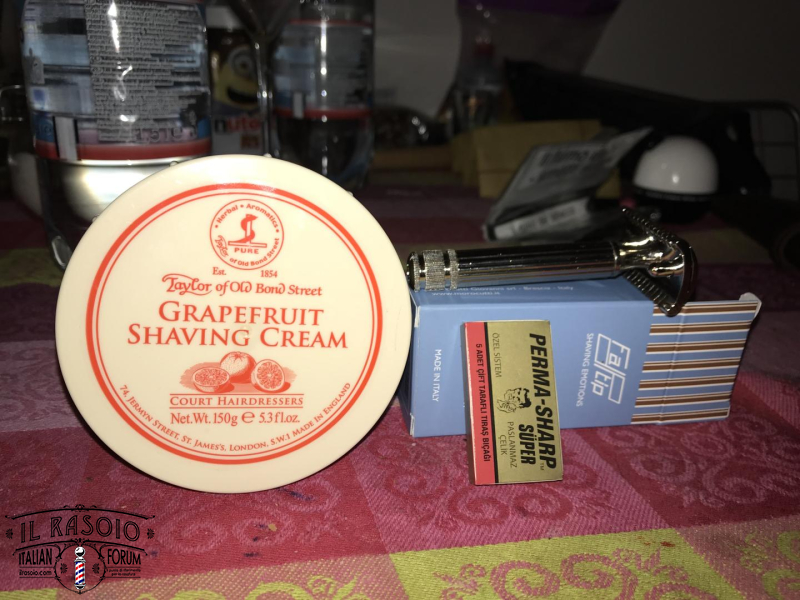 • Herbal • Aromatics •
PURE
Taylor of Old Bond Street
Est. 1854
Taylor of Old Bond Street
GRAPEFRUIT
SHAVING CREAM
COURT HAIRDRESSERS
Net.Wt. 150g e 5.3 fl oz.
74, JERMYN STREET, ST. JAMES'S, LONDON, S.W.1 MADE IN ENGLAND
MADE IN ITALY
Fatip
SHAVING EMOTIONS
ÖZEL SİSTEM
PERMA-SHARP
SÜPER
PASLANMAZ
ÇELİK
5 ADET ÇİFT TARAFLI TIRAŞ BIÇAĞI
IL RASOIO
ITALIAN FORUM
ilrasoio.com